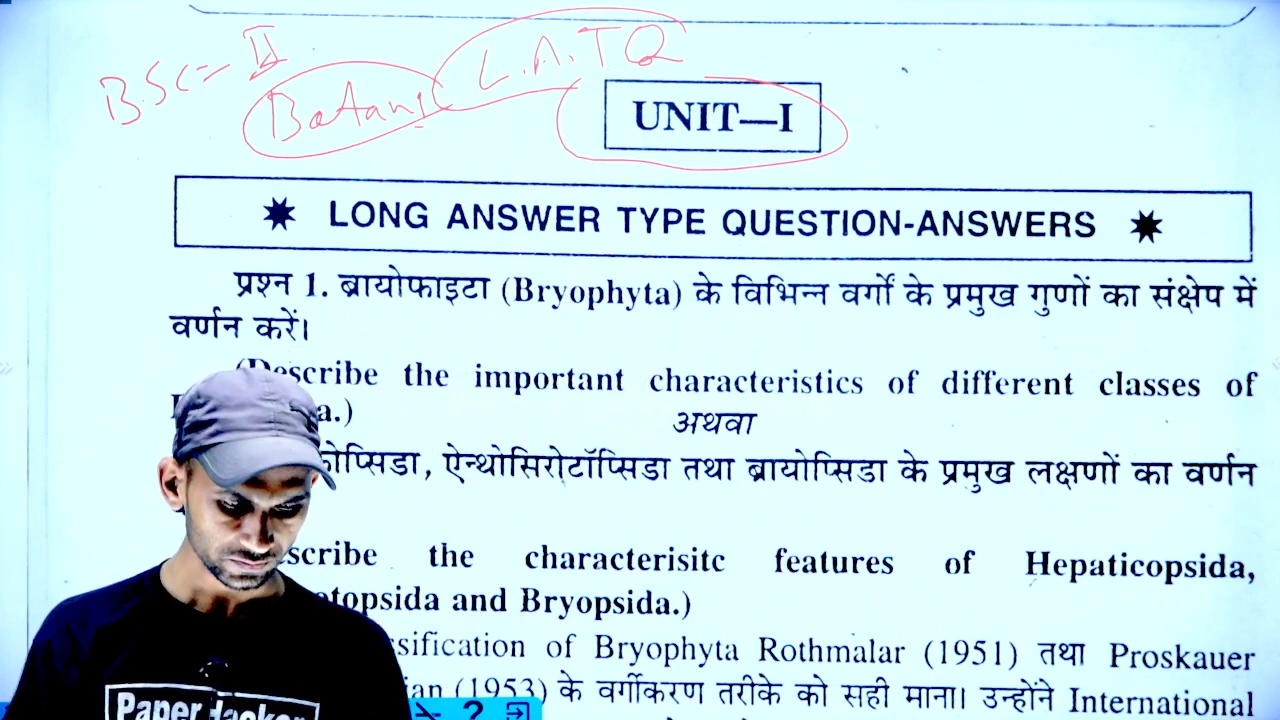 B.Sc= II
Botany
L.A.T.Q
UNIT—I
✷ LONG ANSWER TYPE QUESTION-ANSWERS ✷
प्रश्न 1. ब्रायोफाइटा (Bryophyta) के विभिन्न वर्गों के प्रमुख गुणों का संक्षेप में
वर्णन करें।
scribe the important characteristics of different classes of
a.)
अथवा
ोप्सिडा, ऐन्थोसिरोटॉप्सिडा तथा ब्रायोप्सिडा के प्रमुख लक्षणों का वर्णन
scribe the characterisitc features of Hepaticopsida,
topsida and Bryopsida.)
ssification of Bryophyta Rothmalar (1951) तथा Proskauer
ian (1953) के वर्गीकरण तरीके को सही माना। उन्होंने International
Paper Hacker